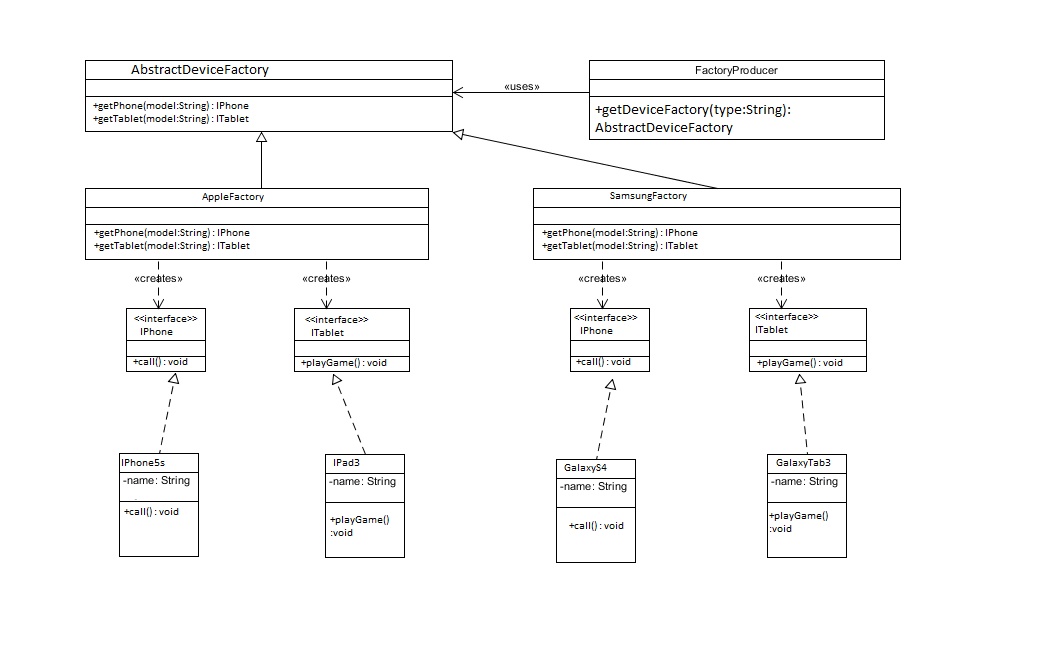 AbstractDeviceFactory
+getPhone(model:String) : IPhone
+getTablet(model:String) : ITablet
«uses»
FactoryProducer
+getDeviceFactory(type:String):
AbstractDeviceFactory
AppleFactory
+getPhone(model:String) : IPhone
+getTablet(model:String) : ITablet
SamsungFactory
+getPhone(model:String) : IPhone
+getTablet(model:String) : ITablet
«creates»
«creates»
«creates»
«creates»
<<interface>>
IPhone
+call() : void
<<interface>>
ITablet
+playGame() : void
<<interface>>
IPhone
+call() : void
<<interface>>
ITablet
+playGame() : void
IPhone5s
-name: String
+call() : void
IPad3
-name: String
+playGame()
:void
GalaxyS4
-name: String
+call() : void
GalaxyTab3
-name: String
+playGame()
:void